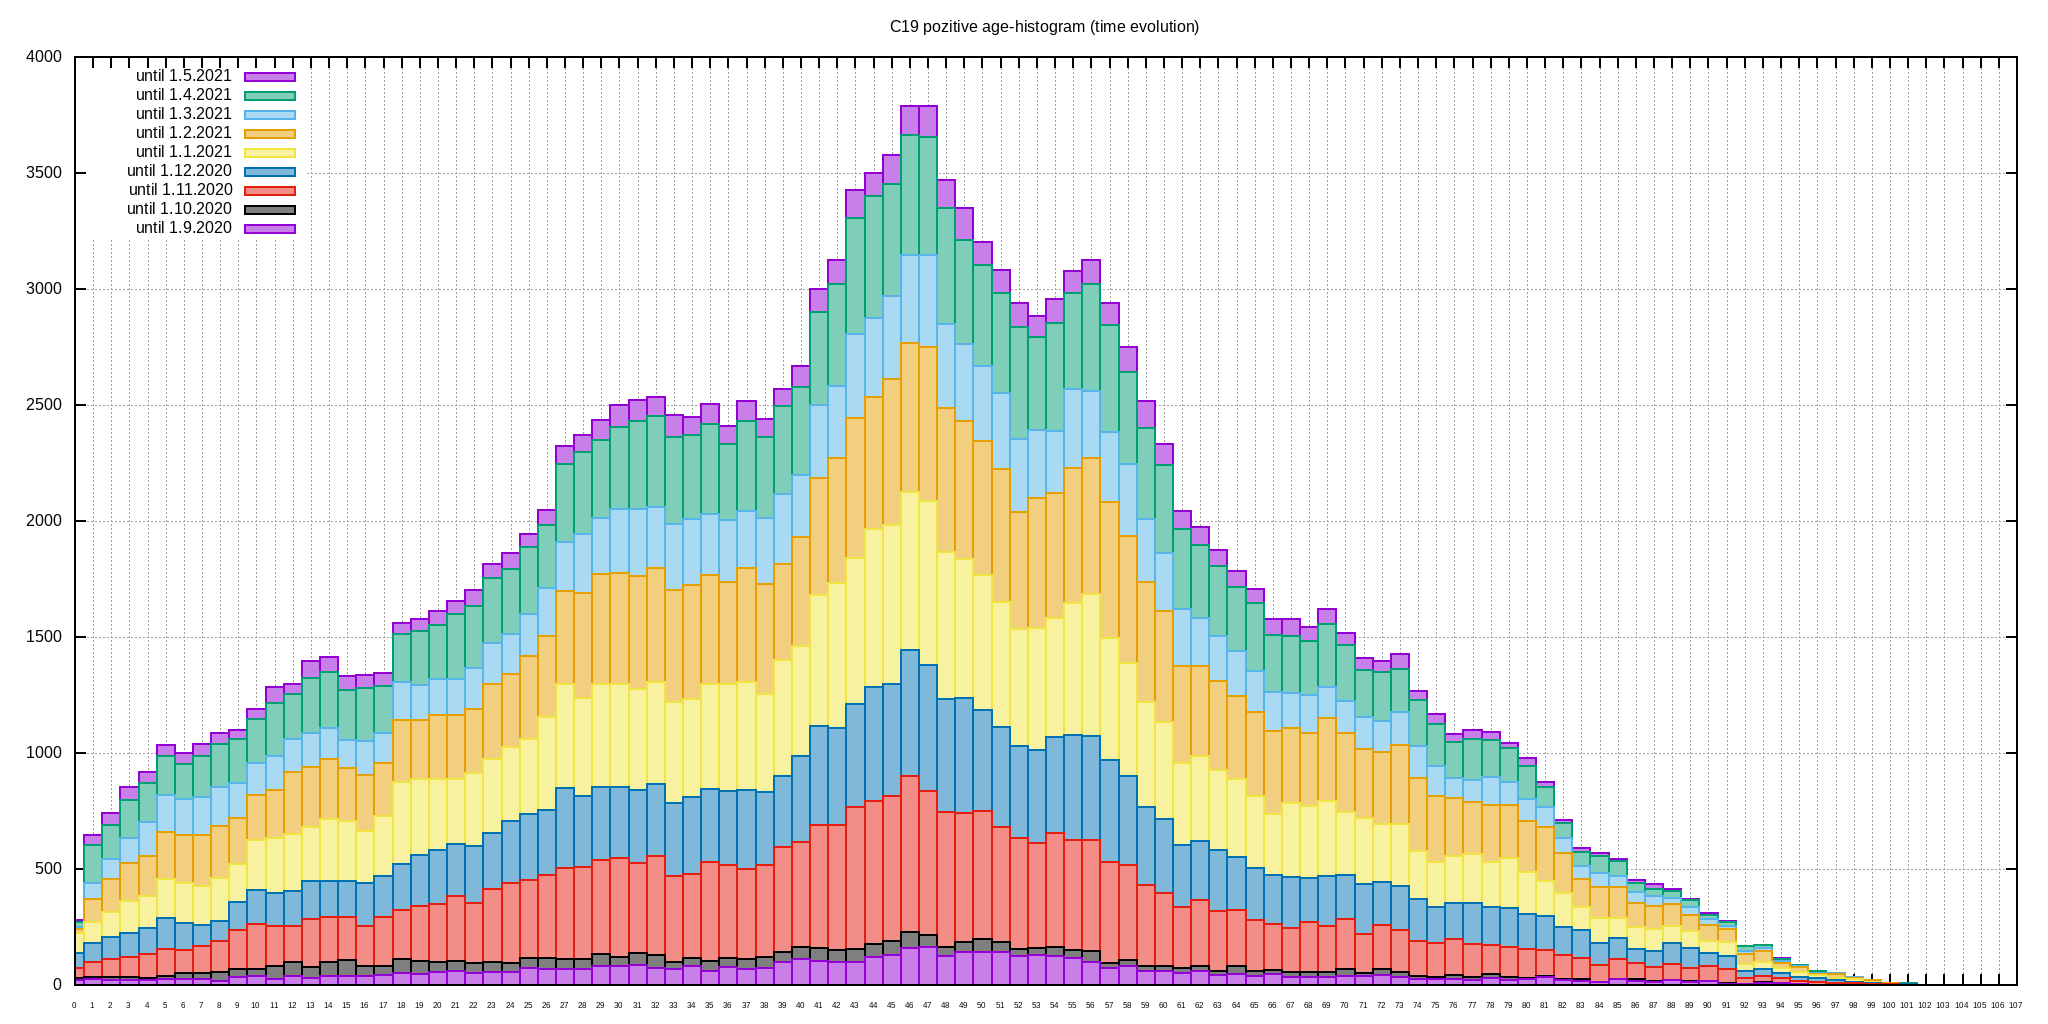 C19 pozitive age-histogram (time evolution)
4000
3500
3000
2500
2000
1500
1000
500
0
until 1.5.2021
until 1.4.2021
until 1.3.2021
until 1.2.2021
until 1.1.2021
until 1.12.2020
until 1.11.2020
until 1.10.2020
until 1.9.2020
0 1 2 3 4 5 6 7 8 9 10 11 12 13 14 15 16 17 18 19 20 21 22 23 24 25 26 27 28 29 30 31 32 33 34 35 36 37 38 39 40 41 42 43 44 45 46 47 48 49 50 51 52 53 54 55 56 57 58 59 60 61 62 63 64 65 66 67 68 69 70 71 72 73 74 75 76 77 78 79 80 81 82 83 84 85 86 87 88 89 90 91 92 93 94 95 96 97 98 99 100 101 102 103 104 105 106 107